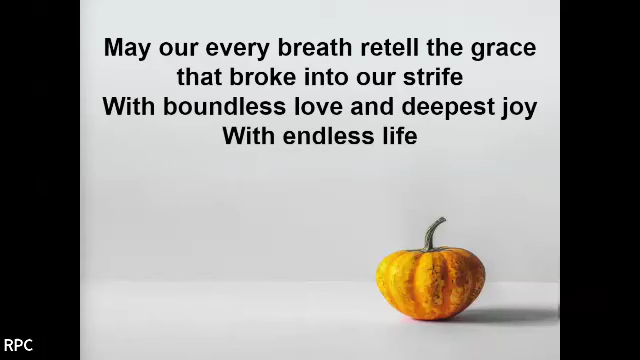 May our every breath retell the grace
that broke into our strife
With boundless love and deepest joy
With endless life
RPC